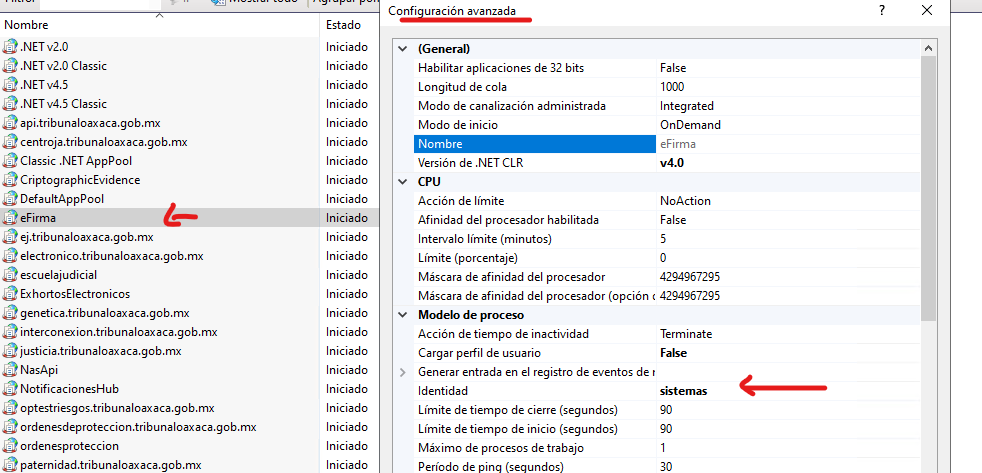 Mostrar todo
Agrupar por
Nombre
Estado
.NET v2.0 Iniciado
.NET v2.0 Classic Iniciado
.NET v4.5 Iniciado
.NET v4.5 Classic Iniciado
api.tribunaloaxaca.gob.mx Iniciado
centroja.tribunaloaxaca.gob.mx Iniciado
Classic .NET AppPool Iniciado
CriptographicEvidence Iniciado
DefaultAppPool Iniciado
eFirma Iniciado
ej.tribunaloaxaca.gob.mx Iniciado
electronico.tribunaloaxaca.gob.mx Iniciado
escuelajudicial Iniciado
ExhortosElectronicos Iniciado
genetica.tribunaloaxaca.gob.mx Iniciado
interconexion.tribunaloaxaca.gob.mx Iniciado
justicia.tribunaloaxaca.gob.mx Iniciado
NasApi Iniciado
NotificacionesHub Iniciado
optestriesgos.tribunaloaxaca.gob.mx Iniciado
ordenesdeproteccion.tribunaloaxaca.gob.mx Iniciado
ordenesproteccion Iniciado
paternidad.tribunaloaxaca.gob.mx Iniciado
Configuración avanzada
?
(General)
Habilitar aplicaciones de 32 bits False
Longitud de cola 1000
Modo de canalización administrada Integrated
Modo de inicio OnDemand
Nombre eFirma
Versión de .NET CLR v4.0
CPU
Acción de límite NoAction
Afinidad del procesador habilitada False
Intervalo límite (minutos) 5
Límite (porcentaje) 0
Máscara de afinidad del procesador 4294967295
Máscara de afinidad del procesador (opción 4294967295
Modelo de proceso
Acción de tiempo de inactividad Terminate
Cargar perfil de usuario False
Generar entrada en el registro de eventos de
Identidad sistemas
Límite de tiempo de cierre (segundos) 90
Límite de tiempo de inicio (segundos) 90
Máximo de procesos de trabajo 1
Período de ping (segundos) 30